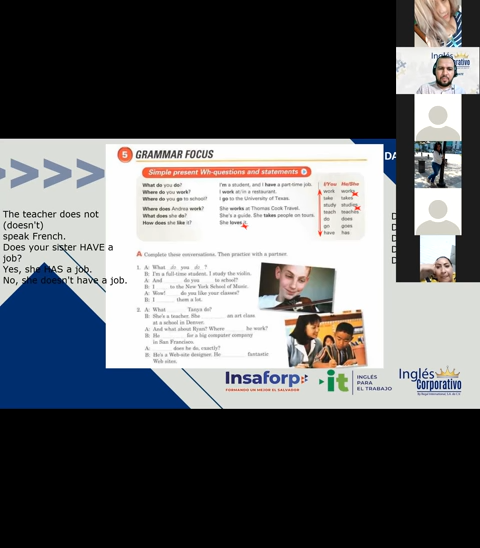 Inglés
Corporativo
DA
5 GRAMMAR FOCUS
Simple present Wh-questions and statements
What do you do? I'm a student, and I have a part-time job. I/You He/She
Where do you work? I work at/in a restaurant. work works
Where do you go to school? I go to the University of Texas. take takes
study studies
Where does Andrea work? She works at Thomas Cook Travel. teach teaches
What does she do? She's a guide. She takes people on tours. do does
How does she like it? She loves it. go goes
have has
The teacher does not
(doesn't)
speak French.
Does your sister HAVE a
job?
Yes, she HAS a job.
No, she doesn't have a job.
A Complete these conversations. Then practice with a partner.
1. A: What do you do ?
B: I'm a full-time student. I study the violin.
A: And do you to school?
B: I to the New York School of Music.
A: Wow! do you like your classes?
B: I them a lot.
2. A: What Tanya do?
B: She's a teacher. She an art class
at a school in Denver.
A: And what about Ryan? Where he work?
B: He for a big computer company
in San Francisco.
A: does he do, exactly?
B: He's a Web-site designer. He fantastic
Web sites.
Insaforp
FORMANDO UN MEJOR EL SALVADOR
it
INGLÉS
PARA
EL TRABAJO
Inglés
Corporativo